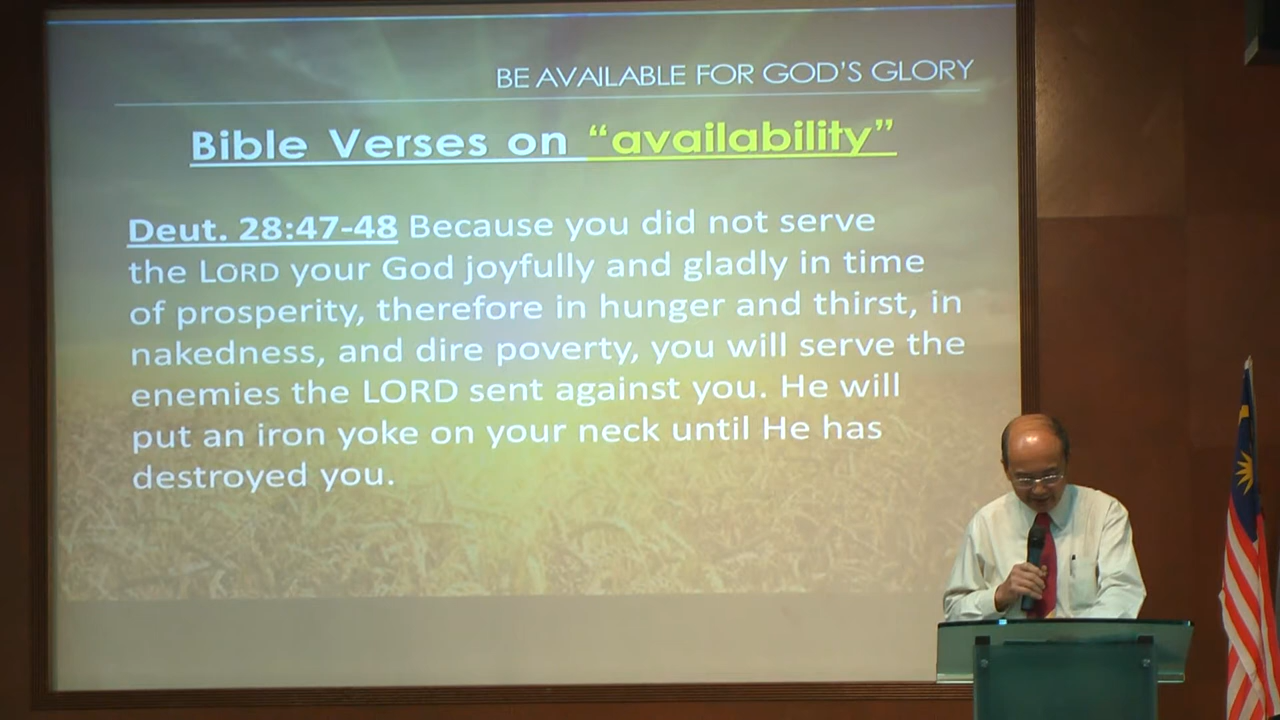 BE AVAILABLE FOR GOD'S GLORY
Bible Verses on “availability”
Deut. 28:47-48 Because you did not serve
the LORD your God joyfully and gladly in time
of prosperity, therefore in hunger and thirst, in
nakedness, and dire poverty, you will serve the
enemies the LORD sent against you. He will
put an iron yoke on your neck until He has
destroyed you.